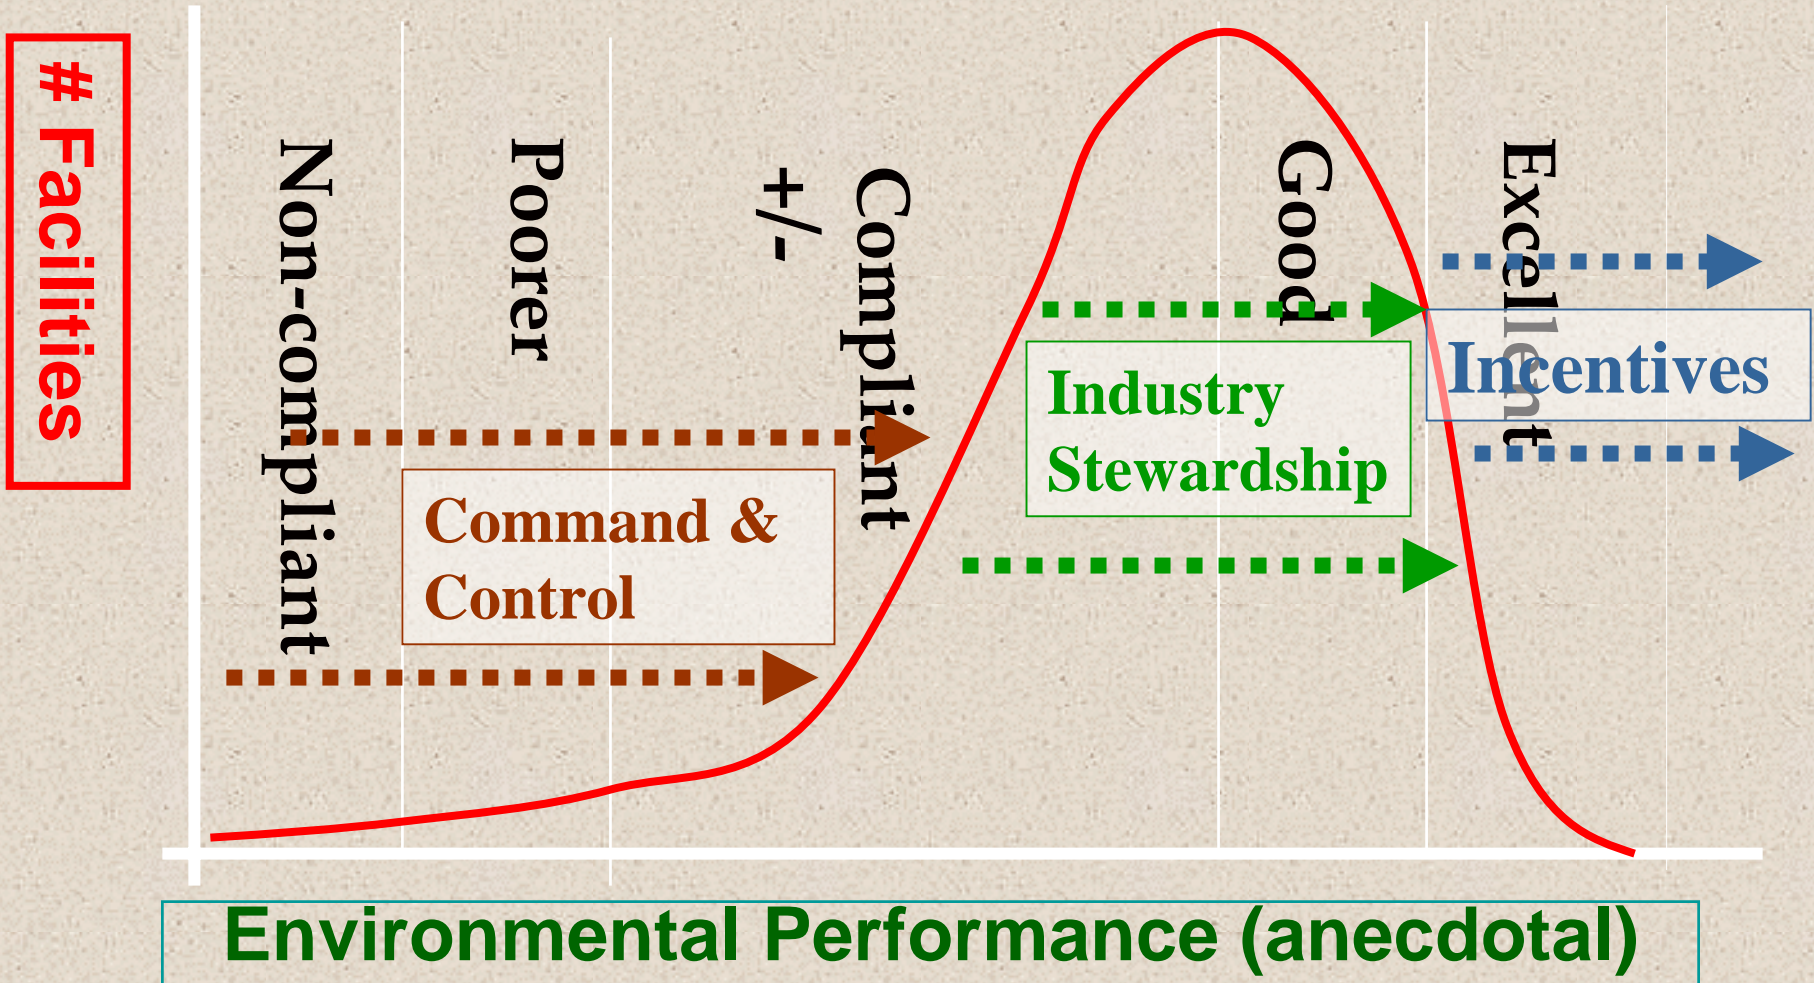 # Facilities
Non-compliant
Poorer
Compliant
+/-
Good
Excellent
Command &
Control
Industry
Stewardship
Incentives
Environmental Performance (anecdotal)